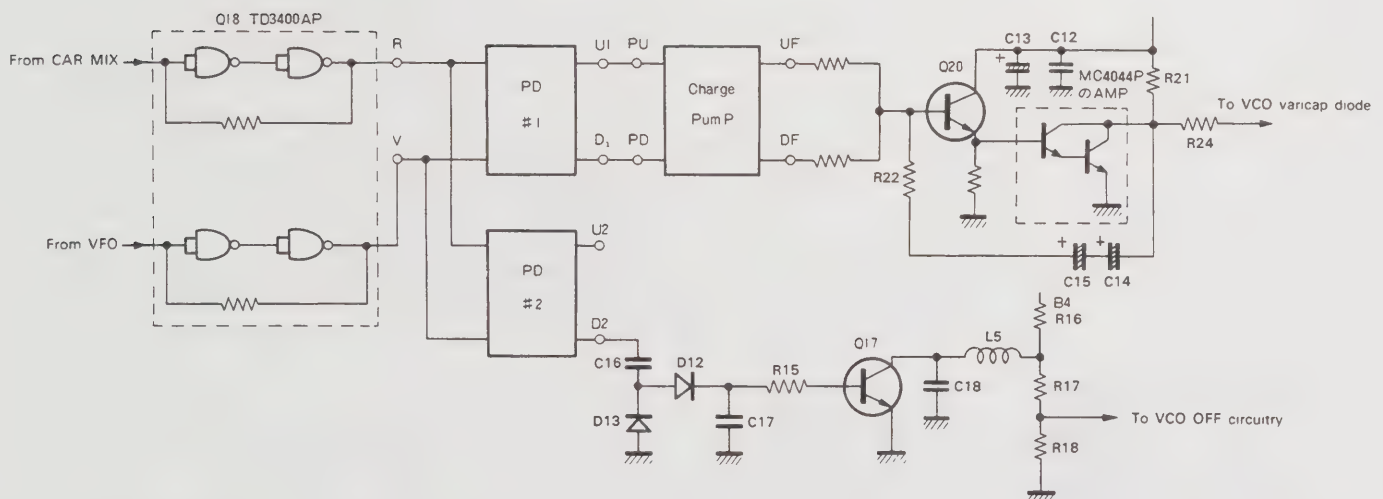 Q18 TD3400AP
From CAR MIX
R
V
From VFO
PD
#1
U1
PU
D1
PD
Charge
PumP
UF
DF
PD
#2
U2
D2
C16
D13
D12
C17
R15
Q17
C18
L5
B4
R16
R17
R18
To VCO OFF circuitry
Q20
R22
C13
+
C12
MC4044P
のAMP
R21
To VCO varicap diode
R24
+
+
C15
C14